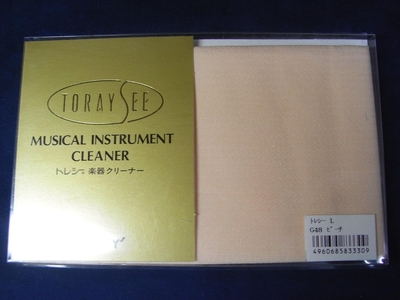 TORAYSEE
MUSICAL INSTRUMENT
CLEANER
トレシー 楽器クリーナー
トレシー L
G48 ピーチ
4960685833309